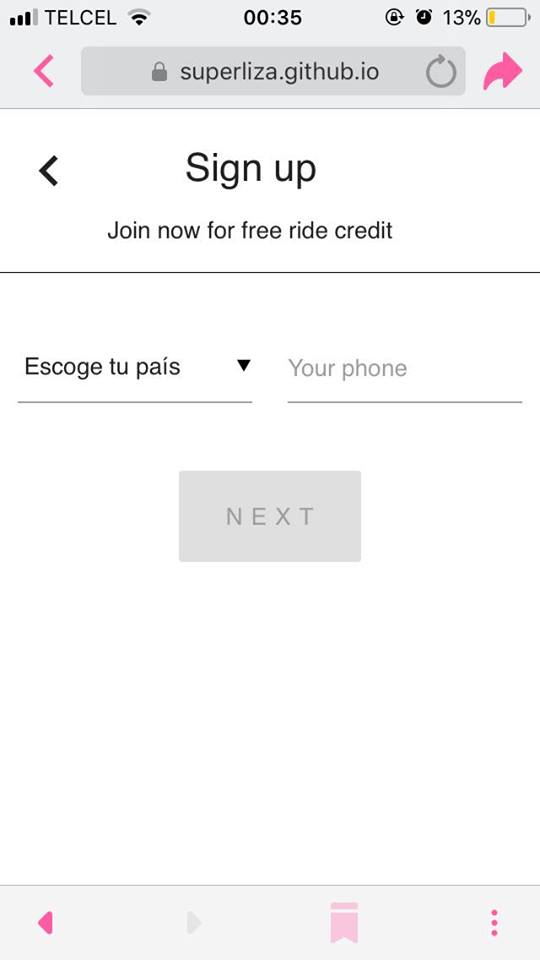 TELCEL 00:35 13%
superliza.github.io
Sign up
Join now for free ride credit
Escoge tu país Your phone
NEXT